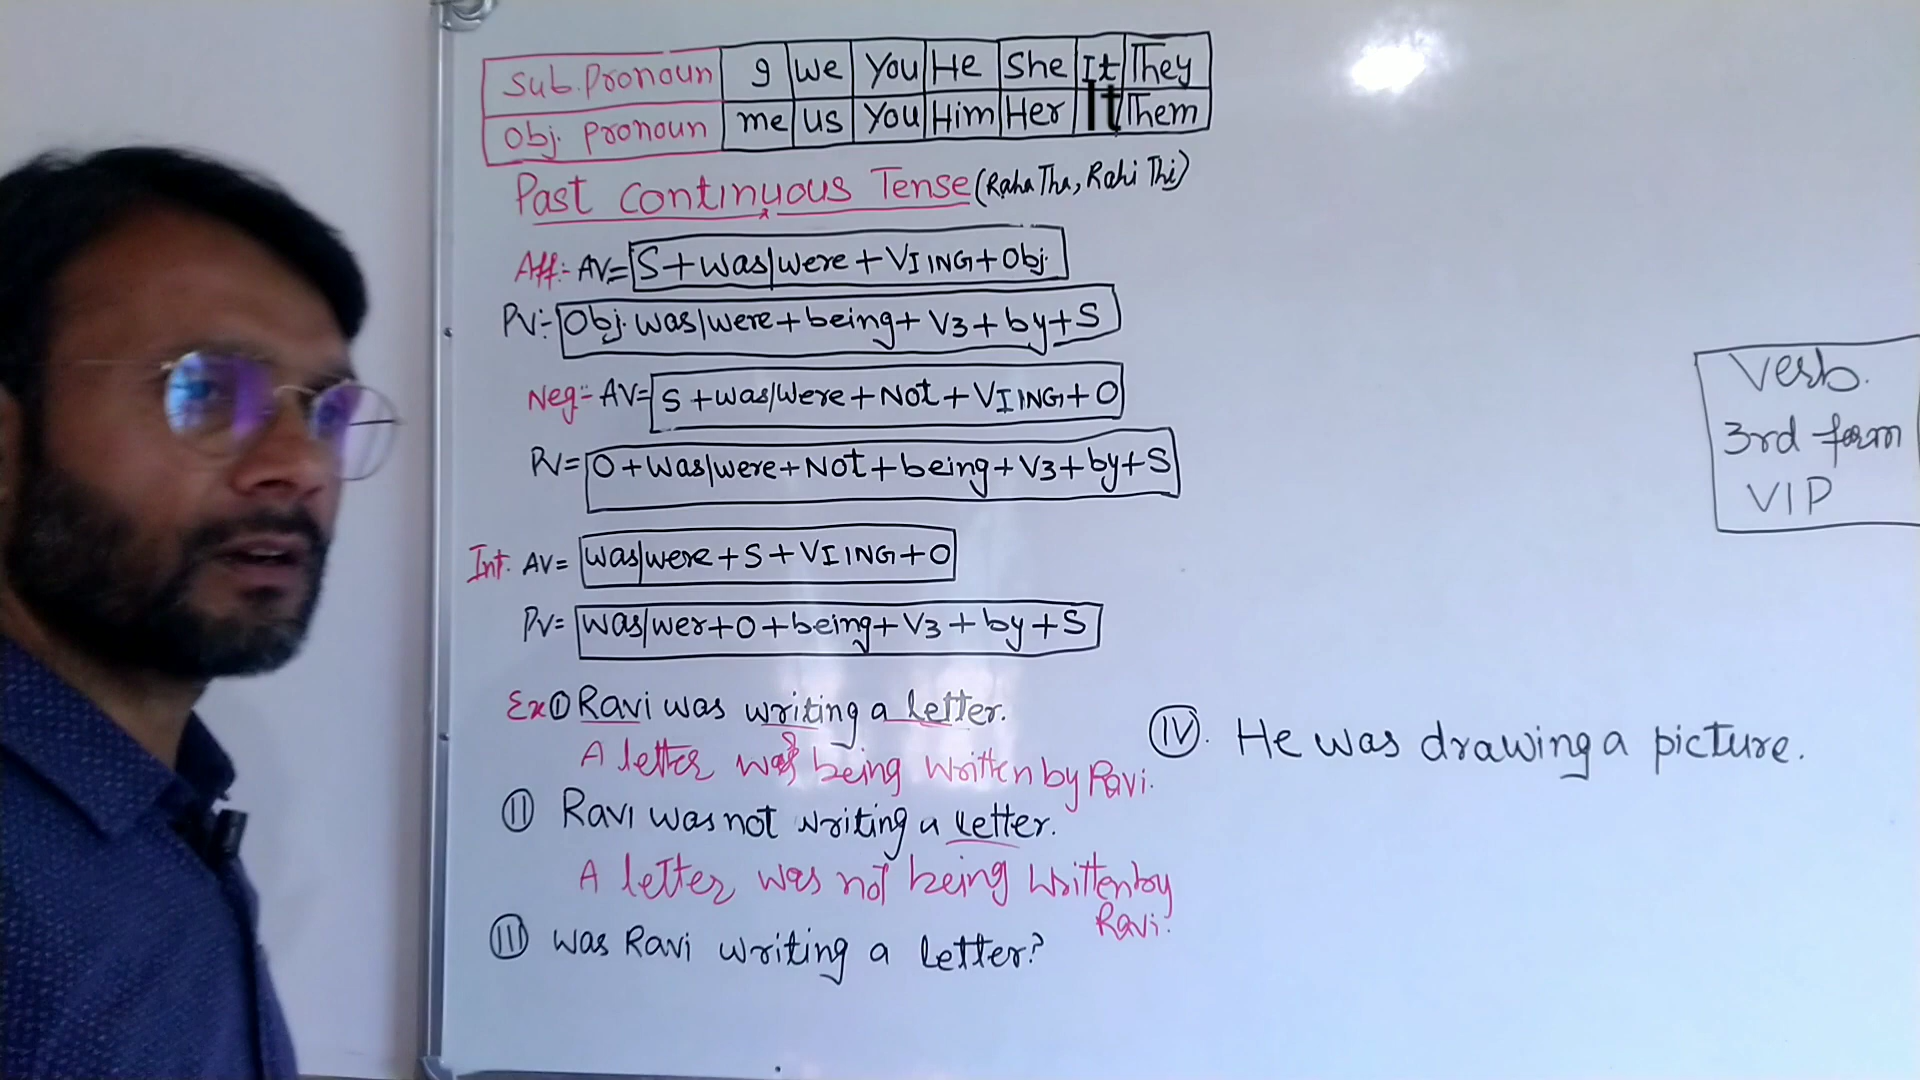 Sub. Pronoun I we You He She It They
Obj. pronoun me us You Him Her It Them
Past Continuous Tense (Raha Tha, Rahi Thi)
Aff:- AV= S+was|were+V1 ING+Obj.
PV:- Obj. was|were+being+V3+by+S
Neg:- AV= S+was|were+Not+V1 ING+O
PV= O+was|were+Not+being+V3+by+S
Int. AV= was|were+S+V1 ING+O
PV= was|wer+O+being+V3+by+S
Verb.
3rd form
VIP
Ex① Ravi was writing a letter.
A letter was being written by Ravi.
II Ravi was not writing a letter.
A letter was not being written by
Ravi.
III was Ravi writing a letter?
IV. He was drawing a picture.